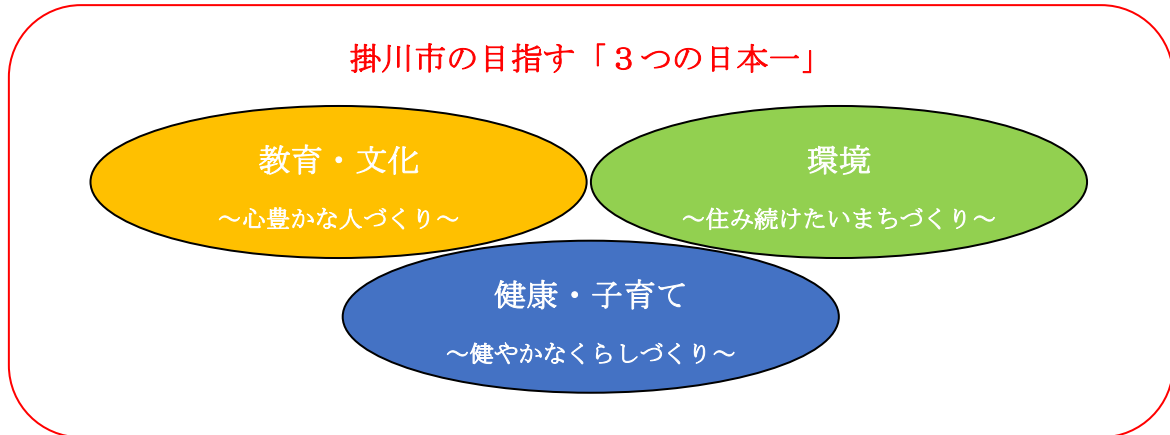 掛川市の目指す「３つの日本一」
教育・文化
～心豊かな人づくり～
環境
～住み続けたいまちづくり～
健康・子育て
～健やかなくらしづくり～